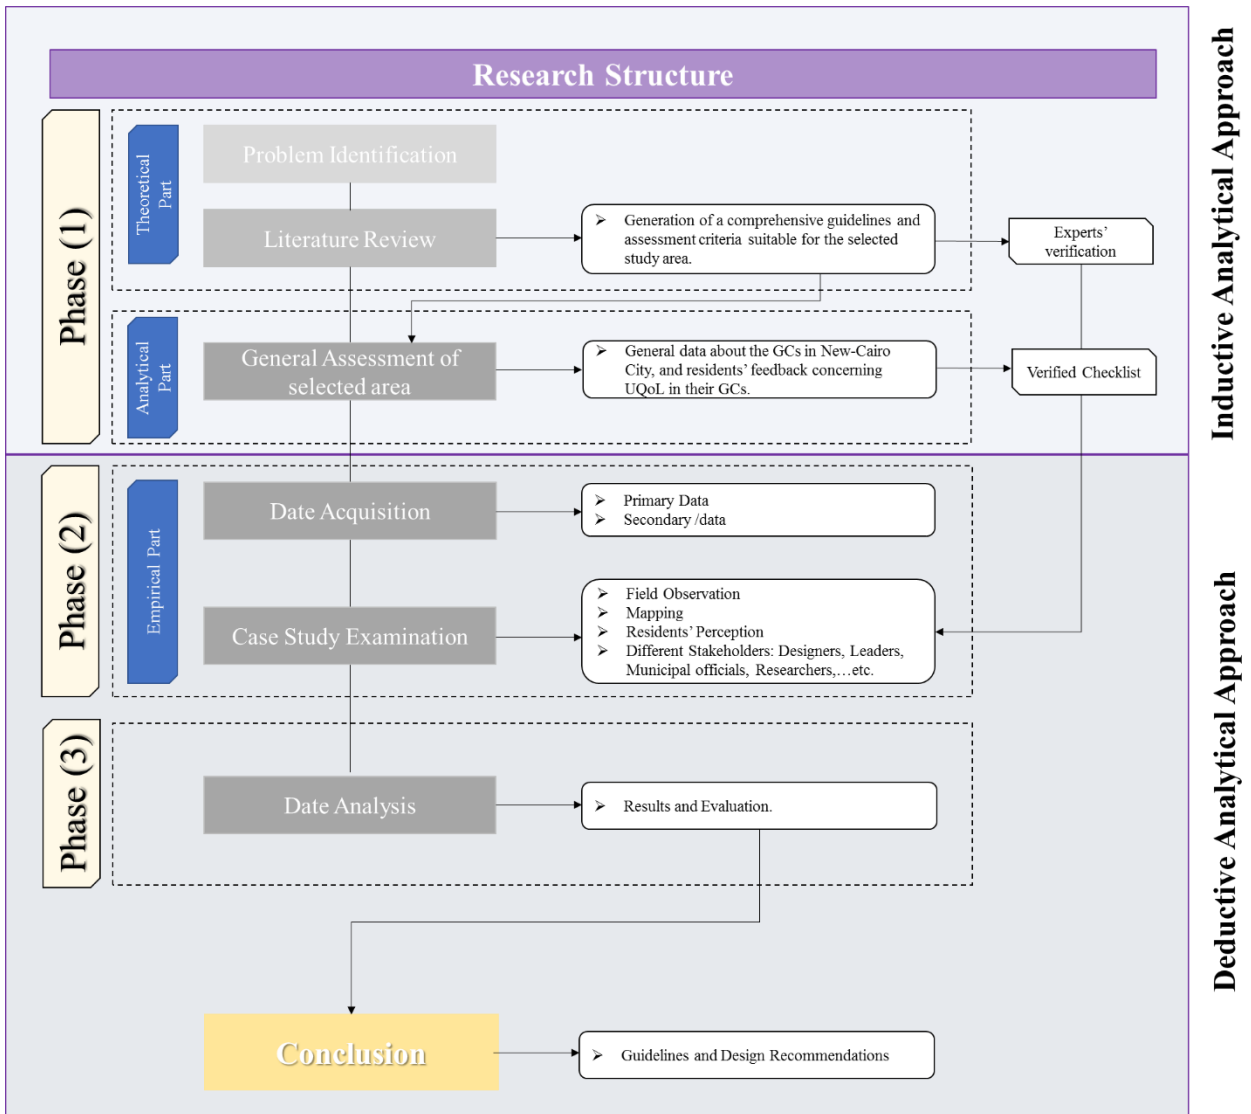 Research Structure
Inductive Analytical Approach
Phase (1)
Theoretical
Part
Problem Identification
Literature Review
➢ Generation of a comprehensive guidelines and
assessment criteria suitable for the selected
study area.
Experts'
verification
Analytical
Part
General Assessment of
selected area
➢ General data about the GCs in New-Cairo
City, and residents' feedback concerning
UQoL in their GCs.
Verified Checklist
Deductive Analytical Approach
Phase (2)
Empirical Part
Date Acquisition
➢ Primary Data
➢ Secondary /data
Case Study Examination
➢ Field Observation
➢ Mapping
➢ Residents' Perception
➢ Different Stakeholders: Designers, Leaders,
Municipal officials, Researchers,...etc.
Phase (3)
Date Analysis
➢ Results and Evaluation.
Conclusion
➢ Guidelines and Design Recommendations